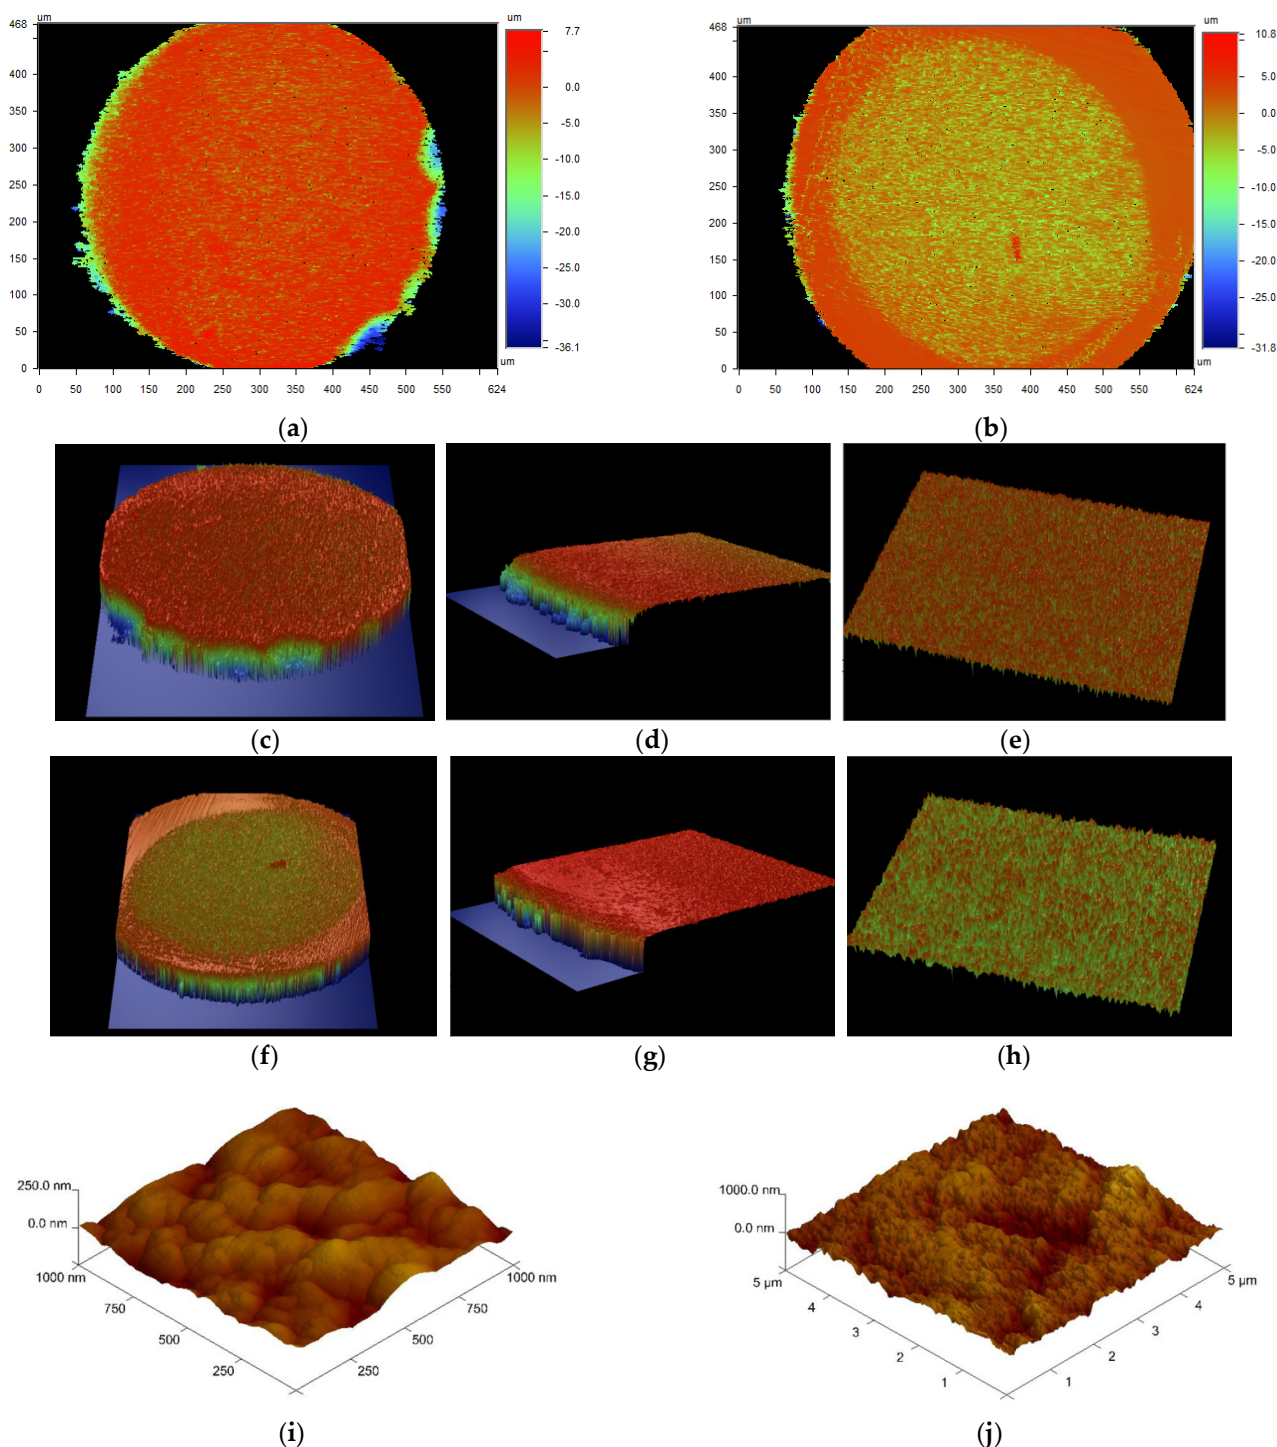 um
um
468
400
350
300
250
200
150
100
50
0
0 50 100 150 200 250 300 350 400 450 500 550 624
7.7
0.0
-5.0
-10.0
-15.0
-20.0
-25.0
-30.0
-36.1
um
(a)
um
um
468
400
350
300
250
200
150
100
50
0
0 50 100 150 200 250 300 350 400 450 500 550 624
10.8
5.0
0.0
-5.0
-10.0
-15.0
-20.0
-25.0
-31.8
um
(b)
(c) (d) (e)
(f) (g) (h)
250.0 nm
0.0 nm
1000 nm
750
500
250
250
500
750
1000 nm
(i)
1000.0 nm
0.0 nm
5 µm
4
3
2
1
1
2
3
4
5 µm
(j)